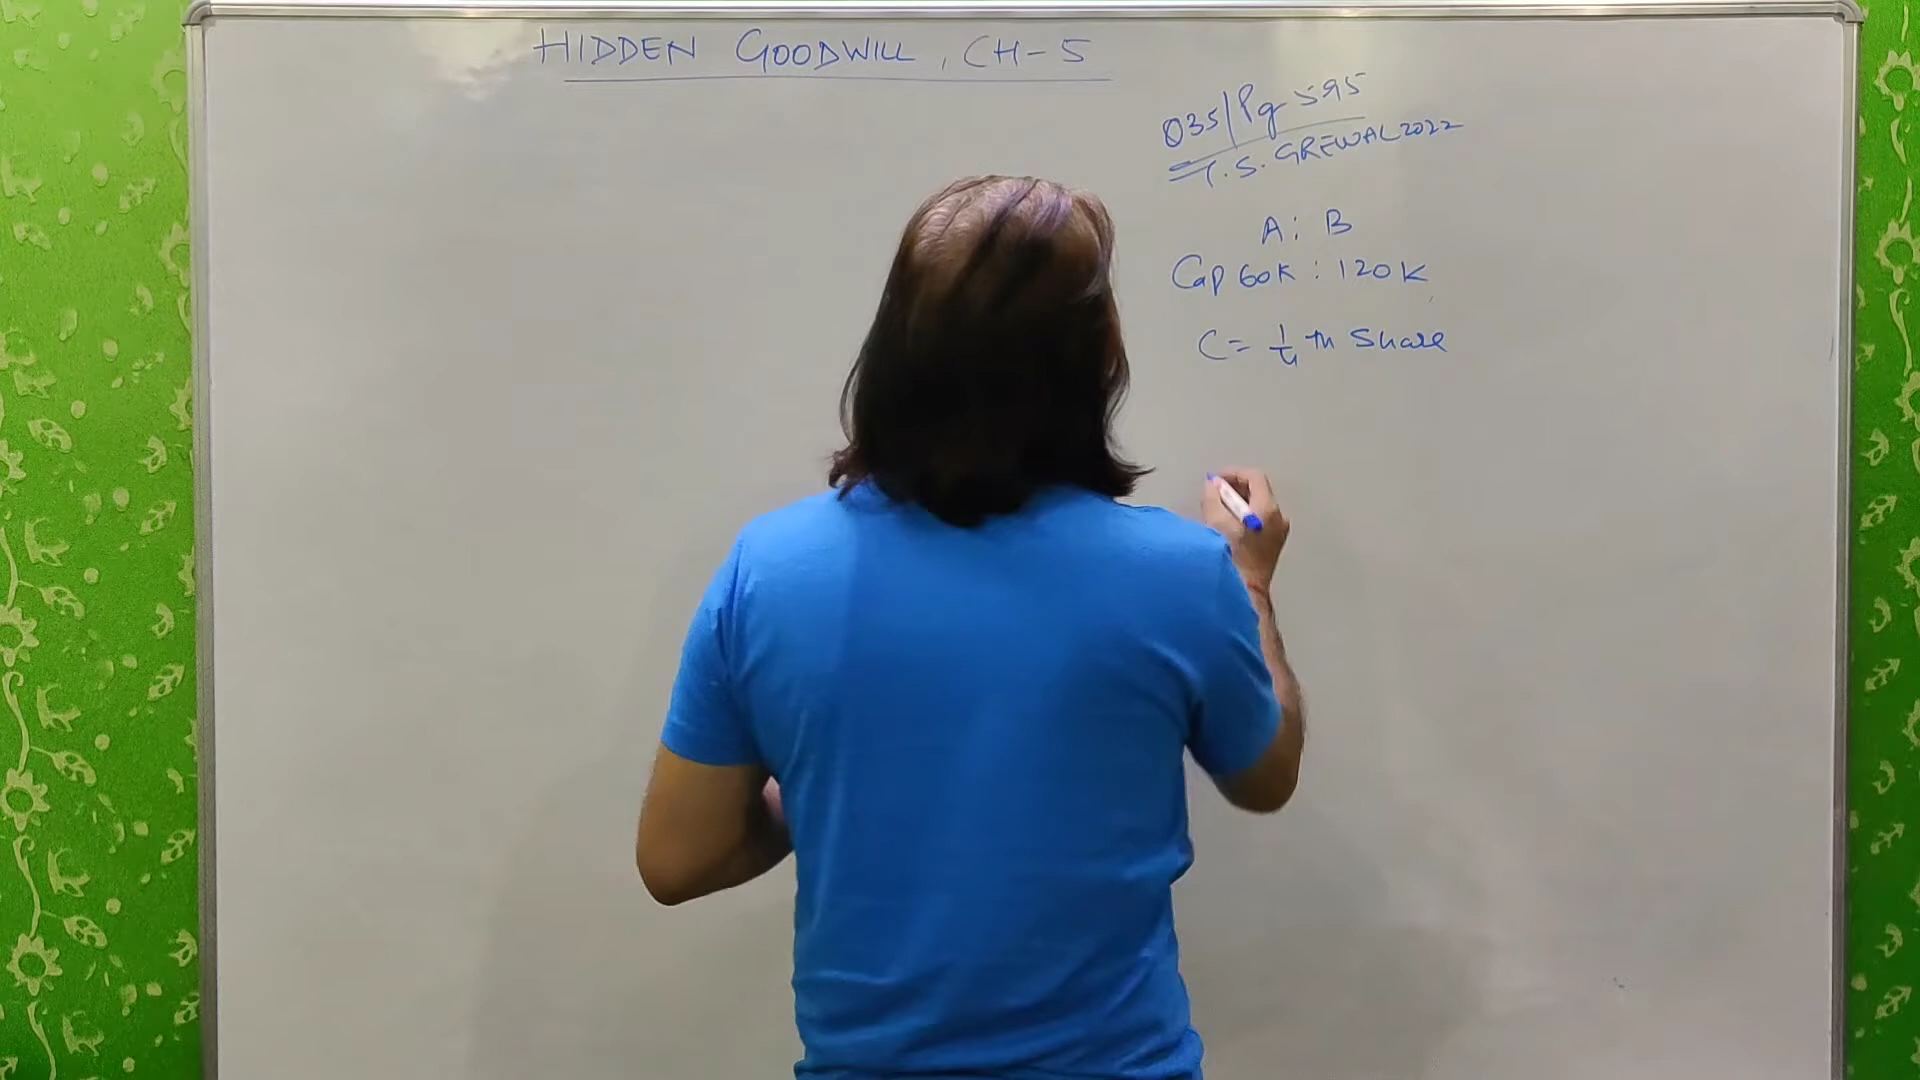 HIDDEN GOODWILL, CH-5
Q35/Pg 595
T.S. GREWAL 2022
A : B
Cap 60K : 120K
C = 1/4 th Share